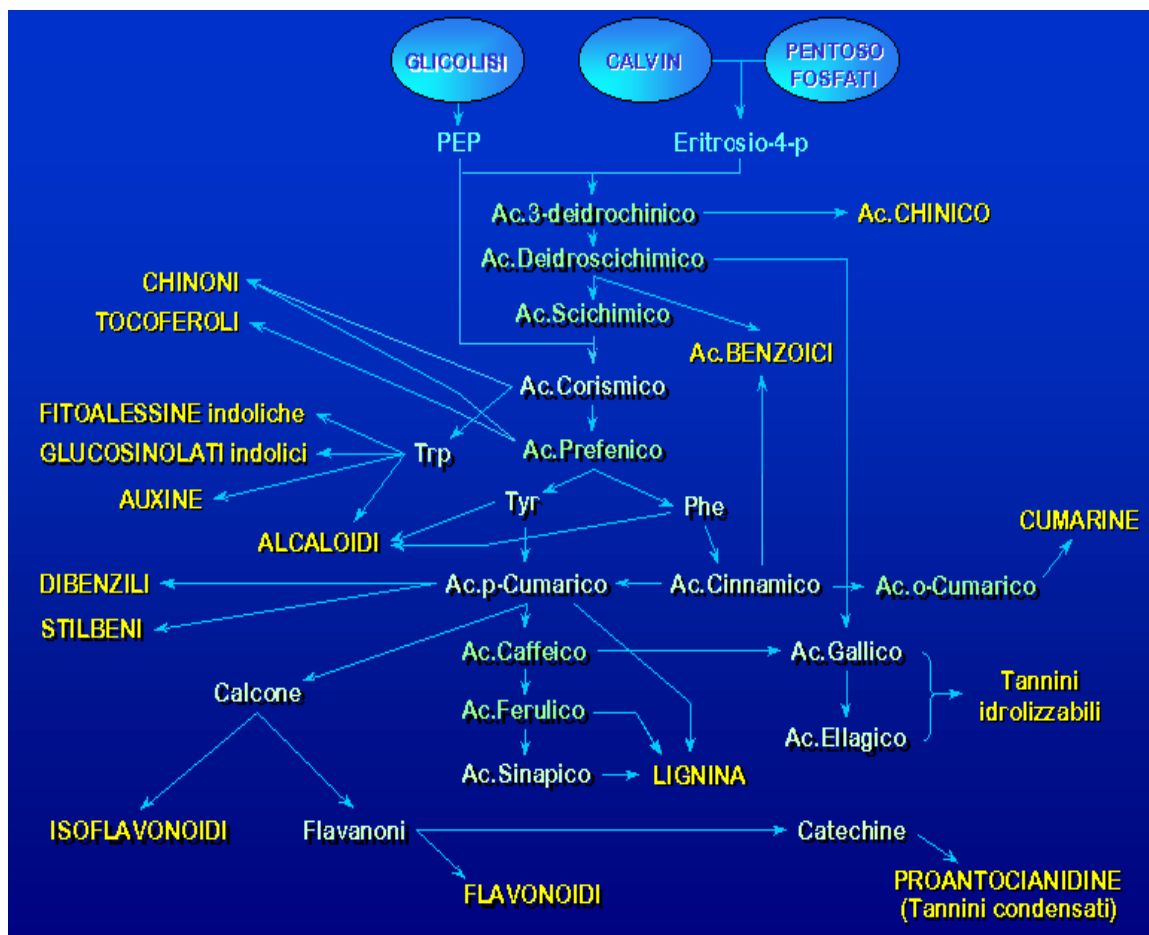 GLICOLISI
CALVIN
PENTOSO
FOSFATI
PEP
Eritrosio-4-p
Ac.3-deidrochinico
Ac.CHINICO
Ac.Deidroscichimico
CHINONI
Ac.Scichimico
TOCOFEROLI
Ac.BENZOICI
Ac.Corismico
FITOALESSINE indoliche
GLUCOSINOLATI indolici
Trp
Ac.Prefenico
AUXINE
Tyr
Phe
ALCALOIDI
CUMARINE
DIBENZILI
Ac.p-Cumarico
Ac.Cinnamico
Ac.o-Cumarico
STILBENI
Ac.Caffeico
Ac.Gallico
Calcone
Tannini
idrolizzabili
Ac.Ferulico
Ac.Ellagico
Ac.Sinapico
LIGNINA
ISOFLAVONOIDI
Flavanoni
Catechine
FLAVONOIDI
PROANTOCIANIDINE
(Tannini condensati)